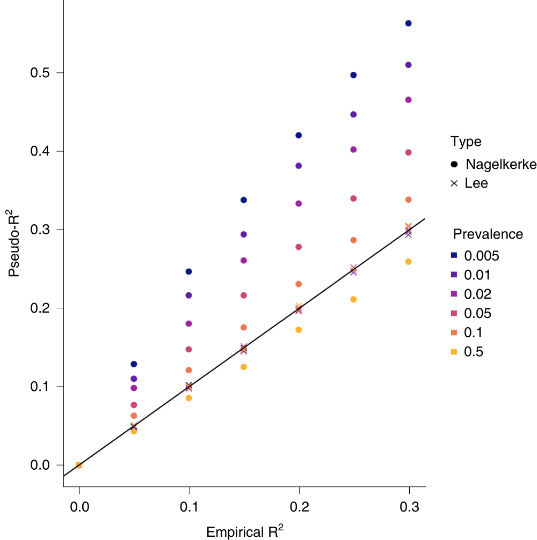 Pseudo-R²
0.5
0.4
0.3
0.2
0.1
0.0
0.0 0.1 0.2 0.3
Empirical R²
Type
Nagelkerke
Lee
Prevalence
0.005
0.01
0.02
0.05
0.1
0.5